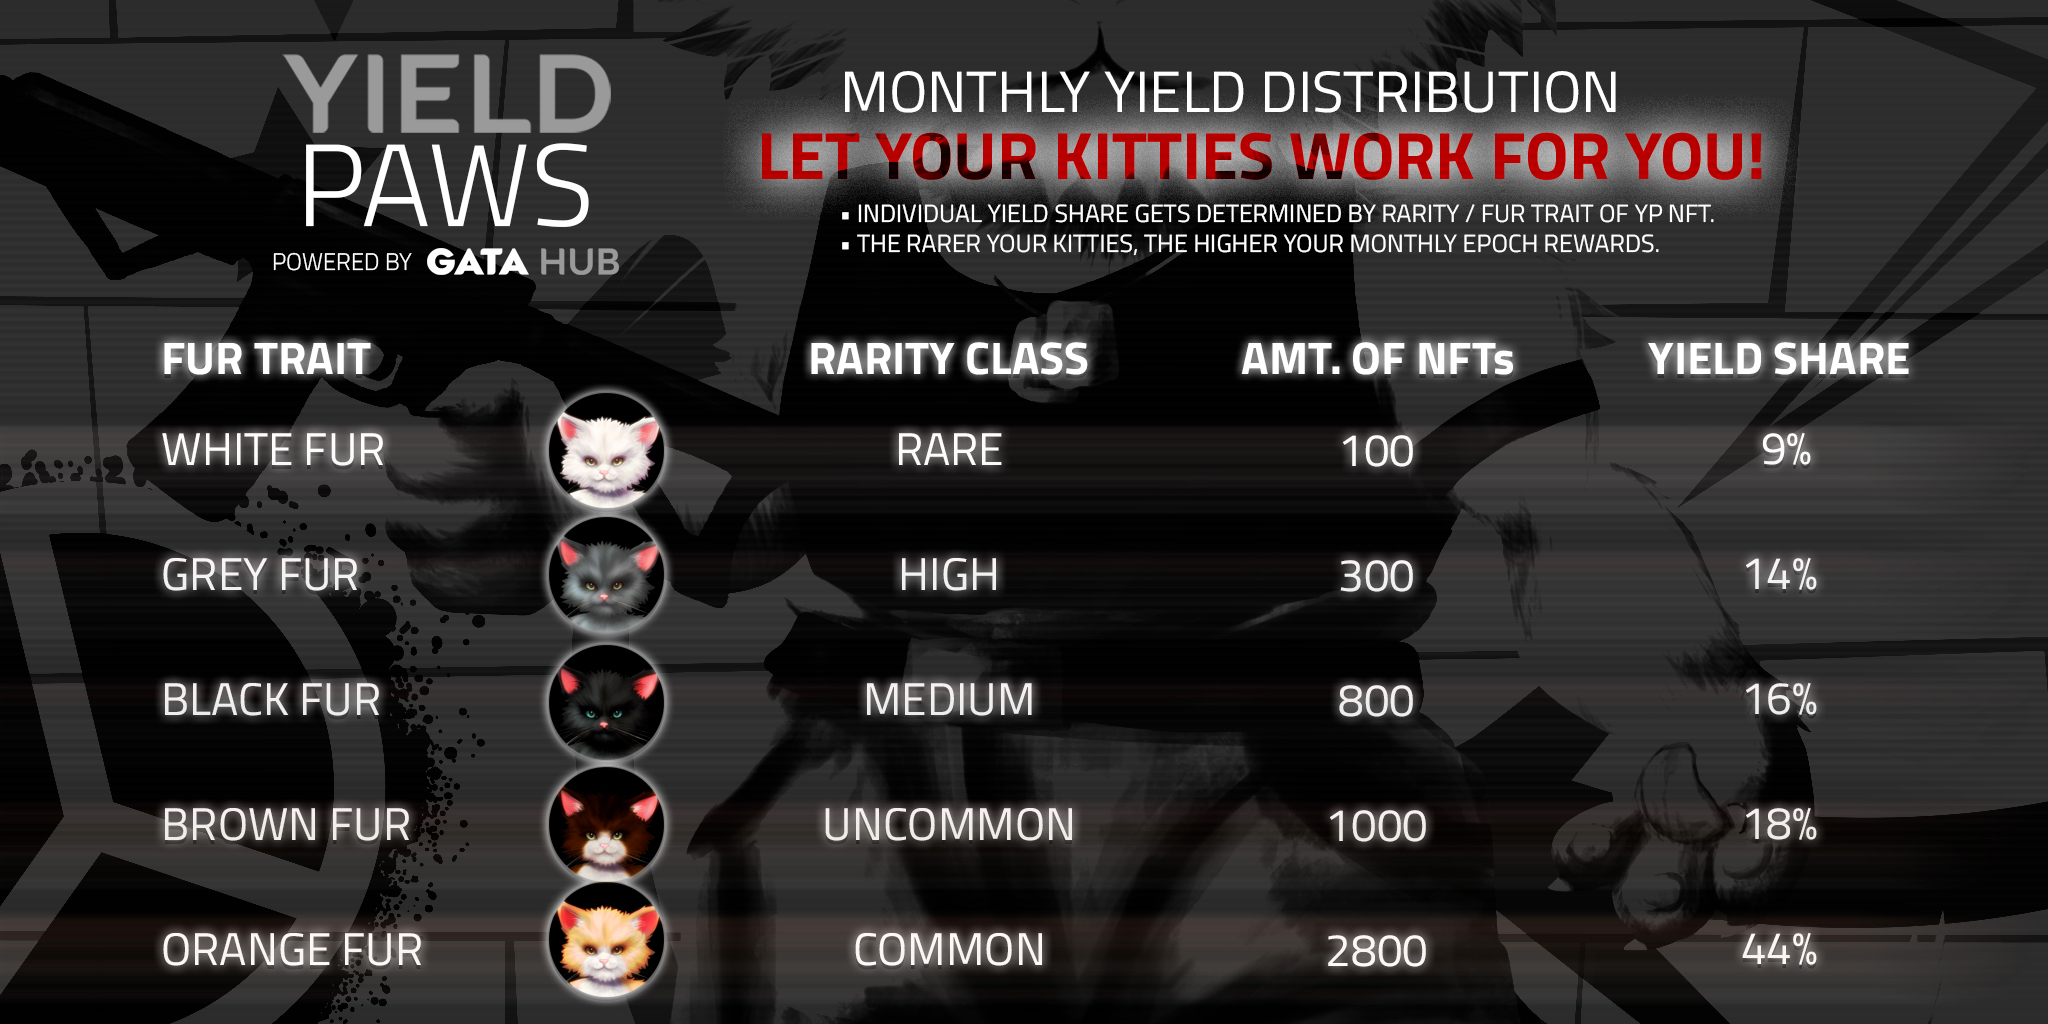 YIELD
PAWS
POWERED BY GATA HUB
MONTHLY YIELD DISTRIBUTION
LET YOUR KITTIES WORK FOR YOU!
▪ INDIVIDUAL YIELD SHARE GETS DETERMINED BY RARITY / FUR TRAIT OF YP NFT.
▪ THE RARER YOUR KITTIES, THE HIGHER YOUR MONTHLY EPOCH REWARDS.
FUR TRAIT RARITY CLASS AMT. OF NFTs YIELD SHARE
WHITE FUR RARE 100 9%
GREY FUR HIGH 300 14%
BLACK FUR MEDIUM 800 16%
BROWN FUR UNCOMMON 1000 18%
ORANGE FUR COMMON 2800 44%